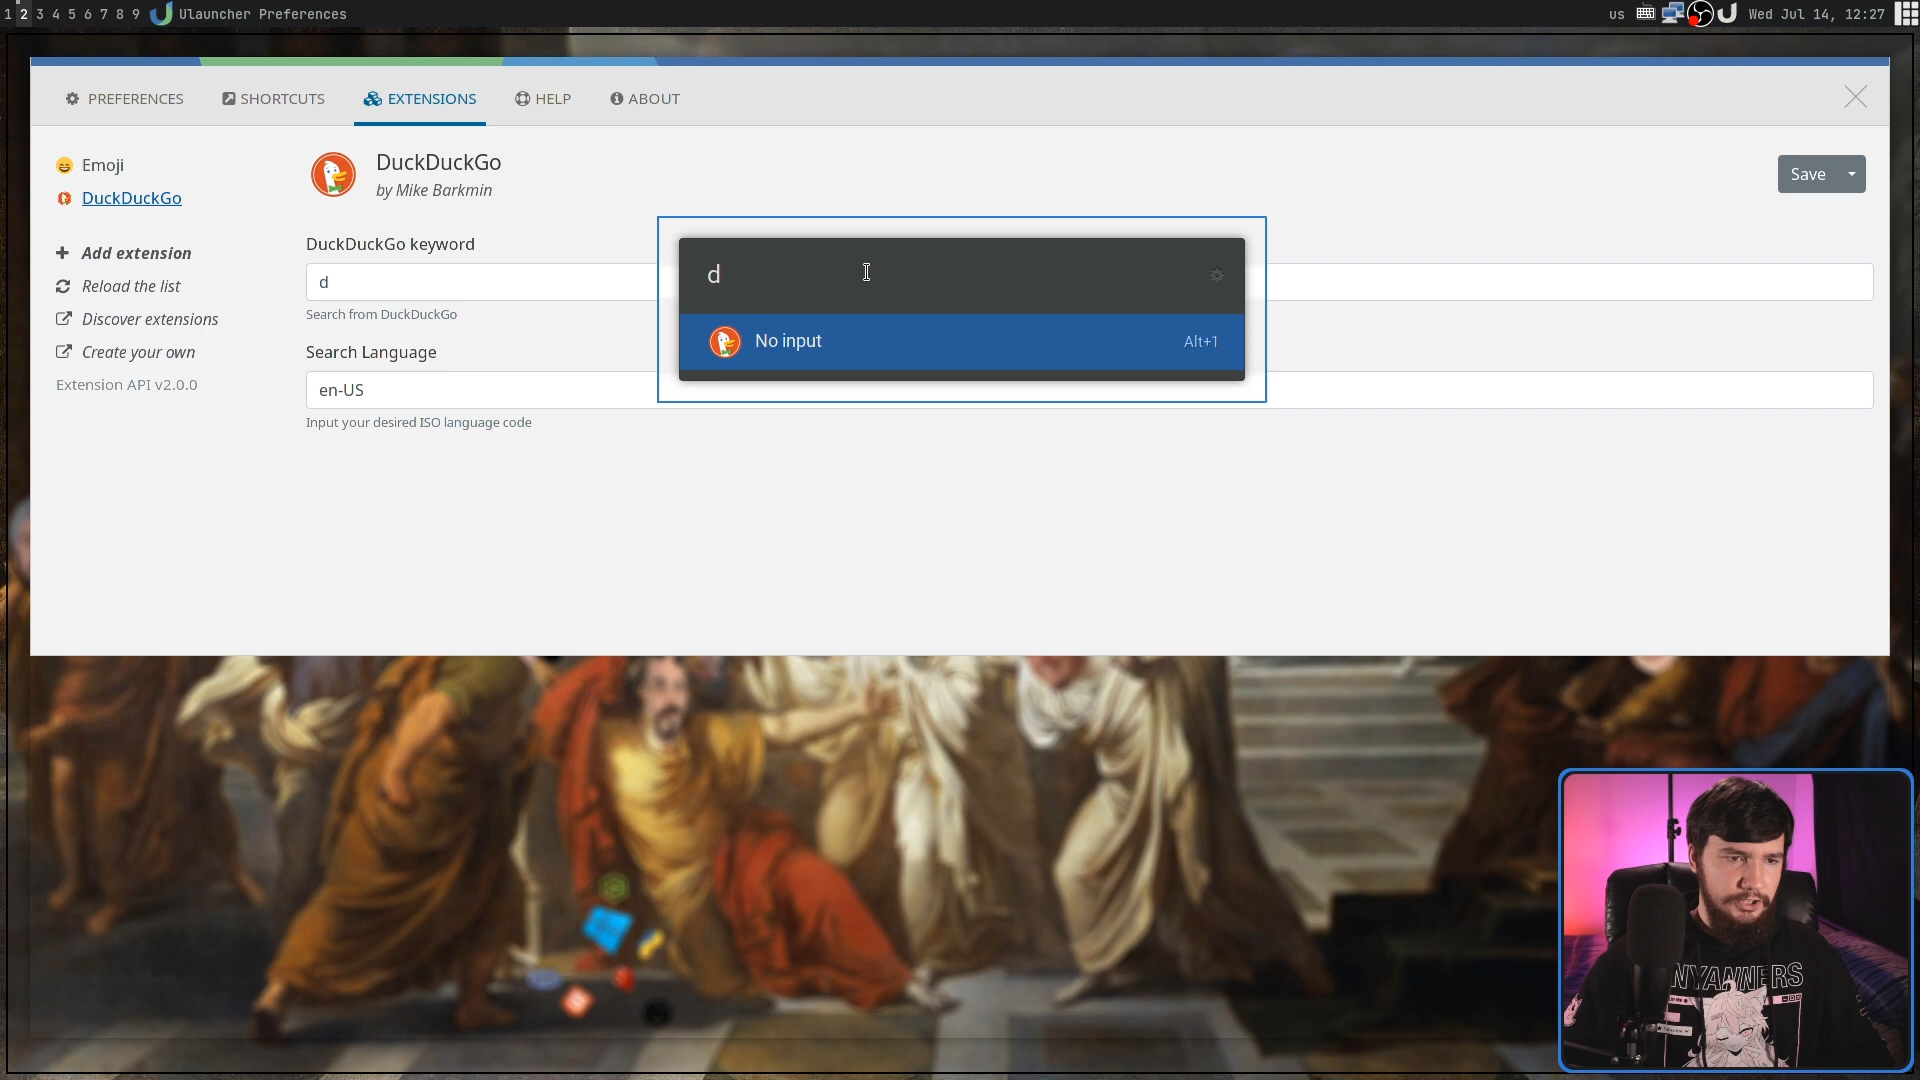 1 2 3 4 5 6 7 8 9 Ulauncher Preferences us Wed Jul 14, 12:27
PREFERENCES SHORTCUTS EXTENSIONS HELP ABOUT
Emoji
DuckDuckGo
Add extension
Reload the list
Discover extensions
Create your own
Extension API v2.0.0
DuckDuckGo
by Mike Barkmin
Save
DuckDuckGo keyword
d
Search from DuckDuckGo
Search Language
en-US
Input your desired ISO language code
d
No input Alt+1
NYANNERS